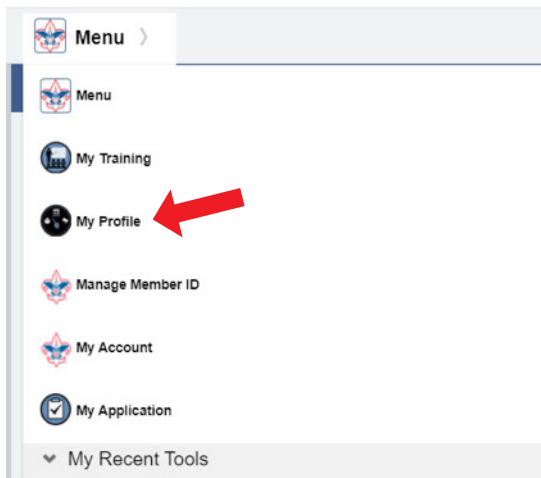 Menu
Menu
My Training
My Profile
Manage Member ID
My Account
My Application
My Recent Tools